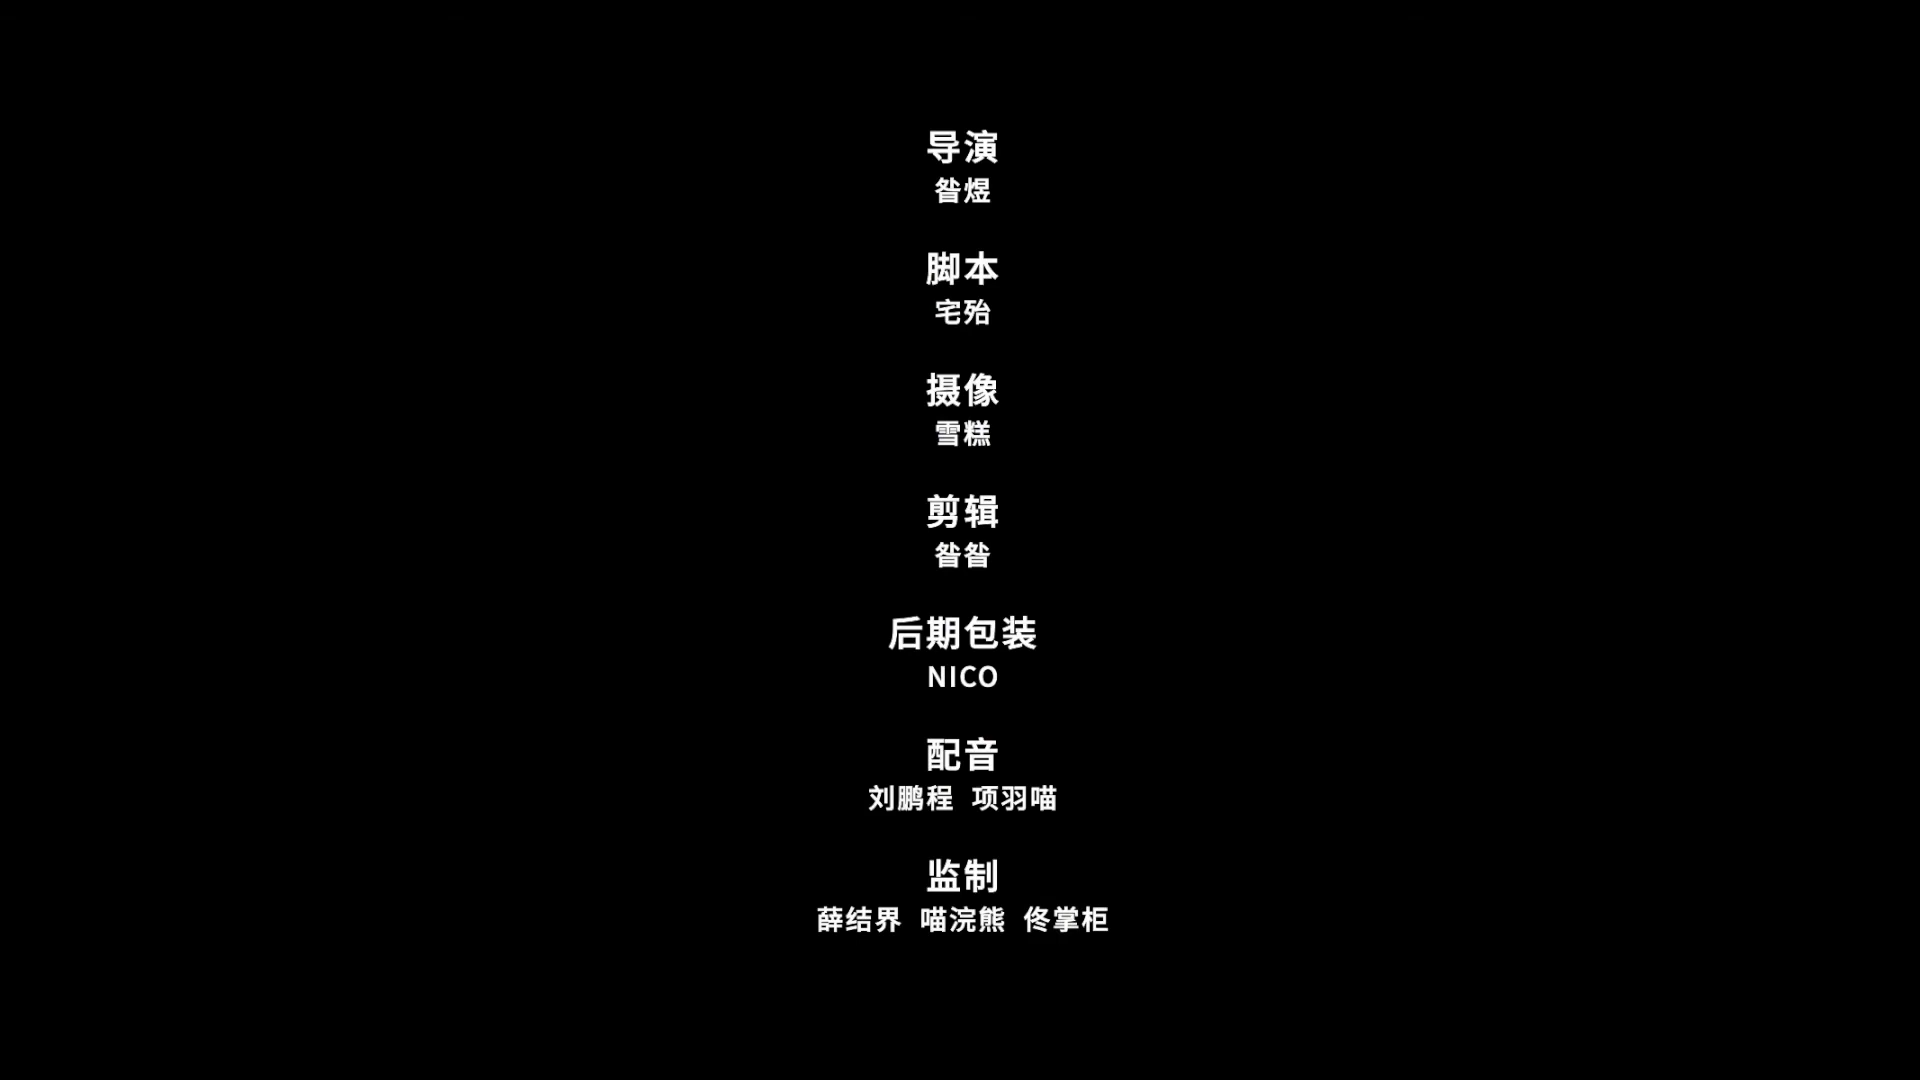 导演
昝煜
脚本
宅殆
摄像
雪糕
剪辑
昝昝
后期包装
NICO
配音
刘鹏程 项羽喵
监制
薛结界 喵浣熊 佟掌柜